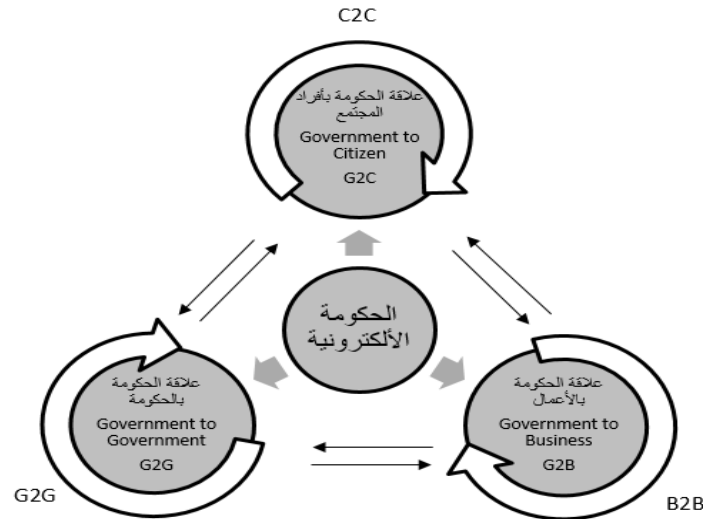 C2C
علاقة الحكومة بأفراد
المجتمع
Government to
Citizen
G2C
الحكومة
الألكترونية
علاقة الحكومة
بالحكومة
Government to
Government
G2G
علاقة الحكومة
بالأعمال
Government to
Business
G2B
G2G
B2B